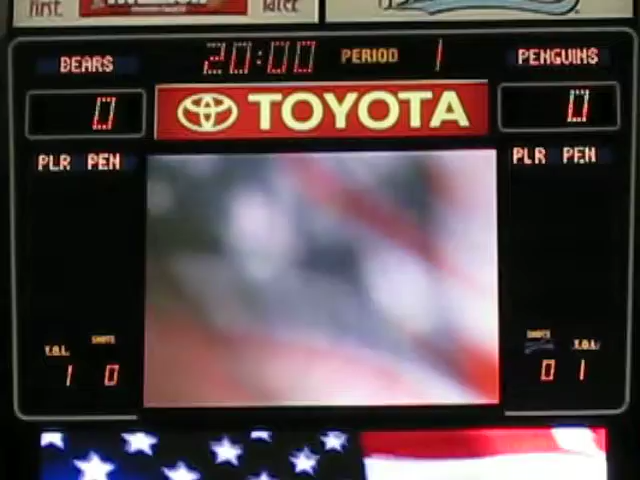 first. later
BEARS 20:00 PERIOD 1 PENGUINS
0 TOYOTA 0
PLR PEN PLR PEN
T.O.L. SHOTS SHOTS T.O.L.
1 0 0 1